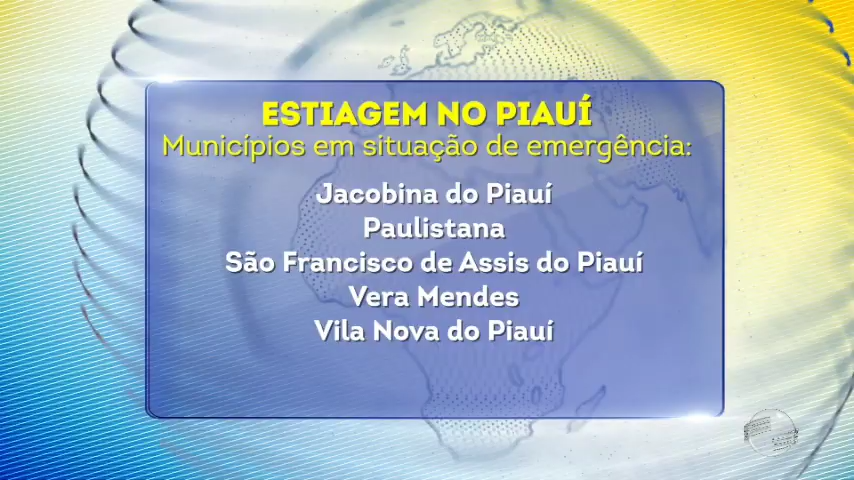 ESTIAGEM NO PIAUÍ
Municípios em situação de emergência:
Jacobina do Piauí
Paulistana
São Francisco de Assis do Piauí
Vera Mendes
Vila Nova do Piauí